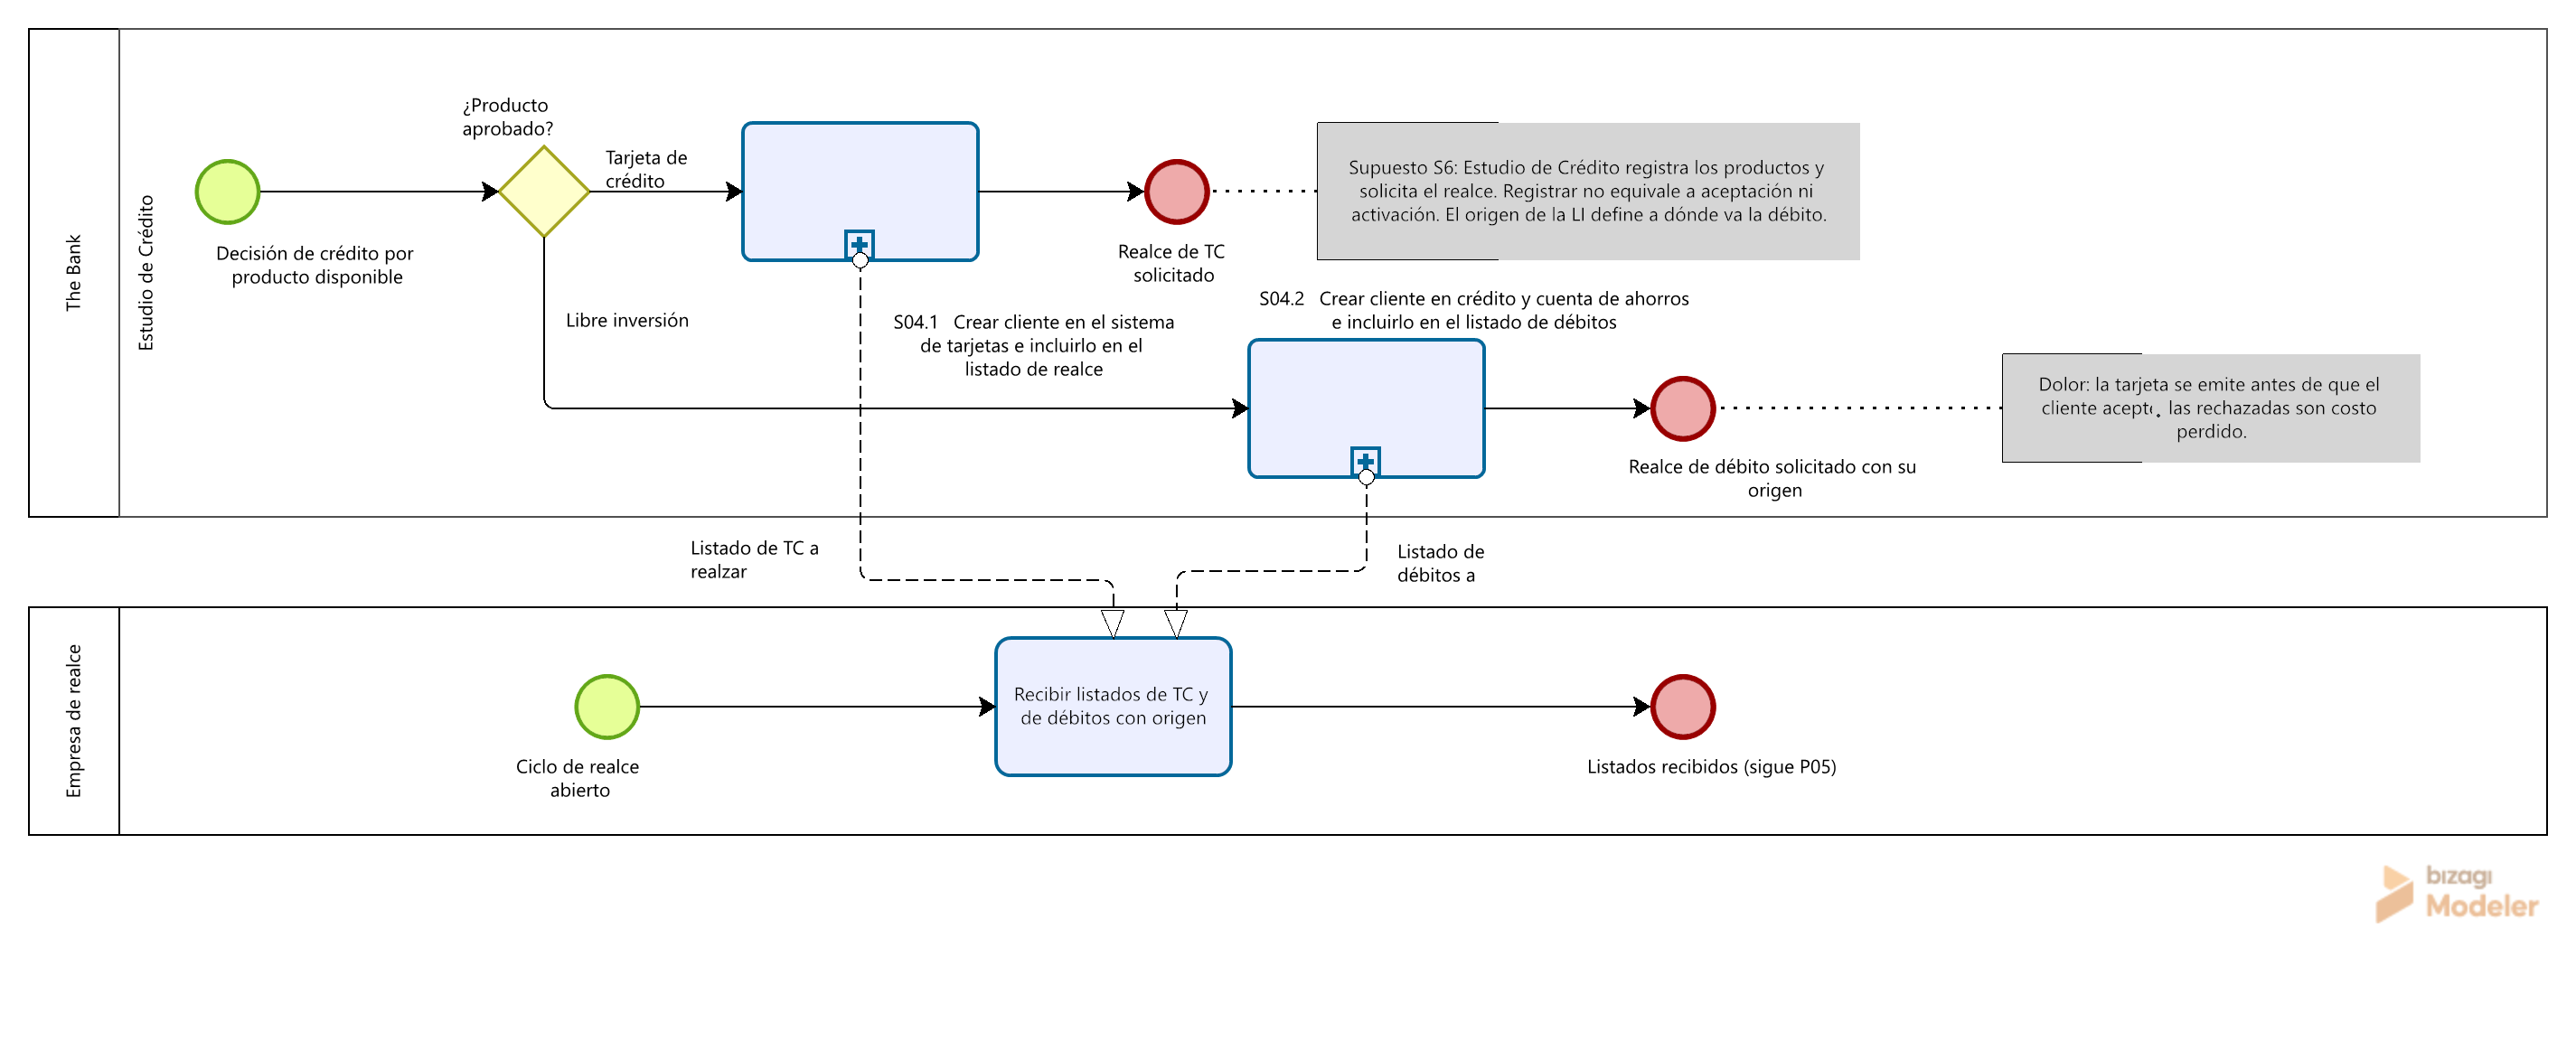 The Bank
Estudio de Crédito
¿Producto
aprobado?
Tarjeta de
crédito
Decisión de crédito por
producto disponible
Libre inversión
Realce de TC
solicitado
Supuesto S6: Estudio de Crédito registra los productos y
solicita el realce. Registrar no equivale a aceptación ni
activación. El origen de la LI define a dónde va la débito.
S04.1 Crear cliente en el sistema
de tarjetas e incluirlo en el
listado de realce
S04.2 Crear cliente en crédito y cuenta de ahorros
e incluirlo en el listado de débitos
Dolor: la tarjeta se emite antes de que el
cliente acept las rechazadas son costo
perdido.
Realce de débito solicitado con su
origen
Listado de TC a
realzar
Listado de
débitos a
Empresa de realce
Ciclo de realce
abierto
Recibir listados de TC y
de débitos con origen
Listados recibidos (sigue P05)
bizagi
Modeler